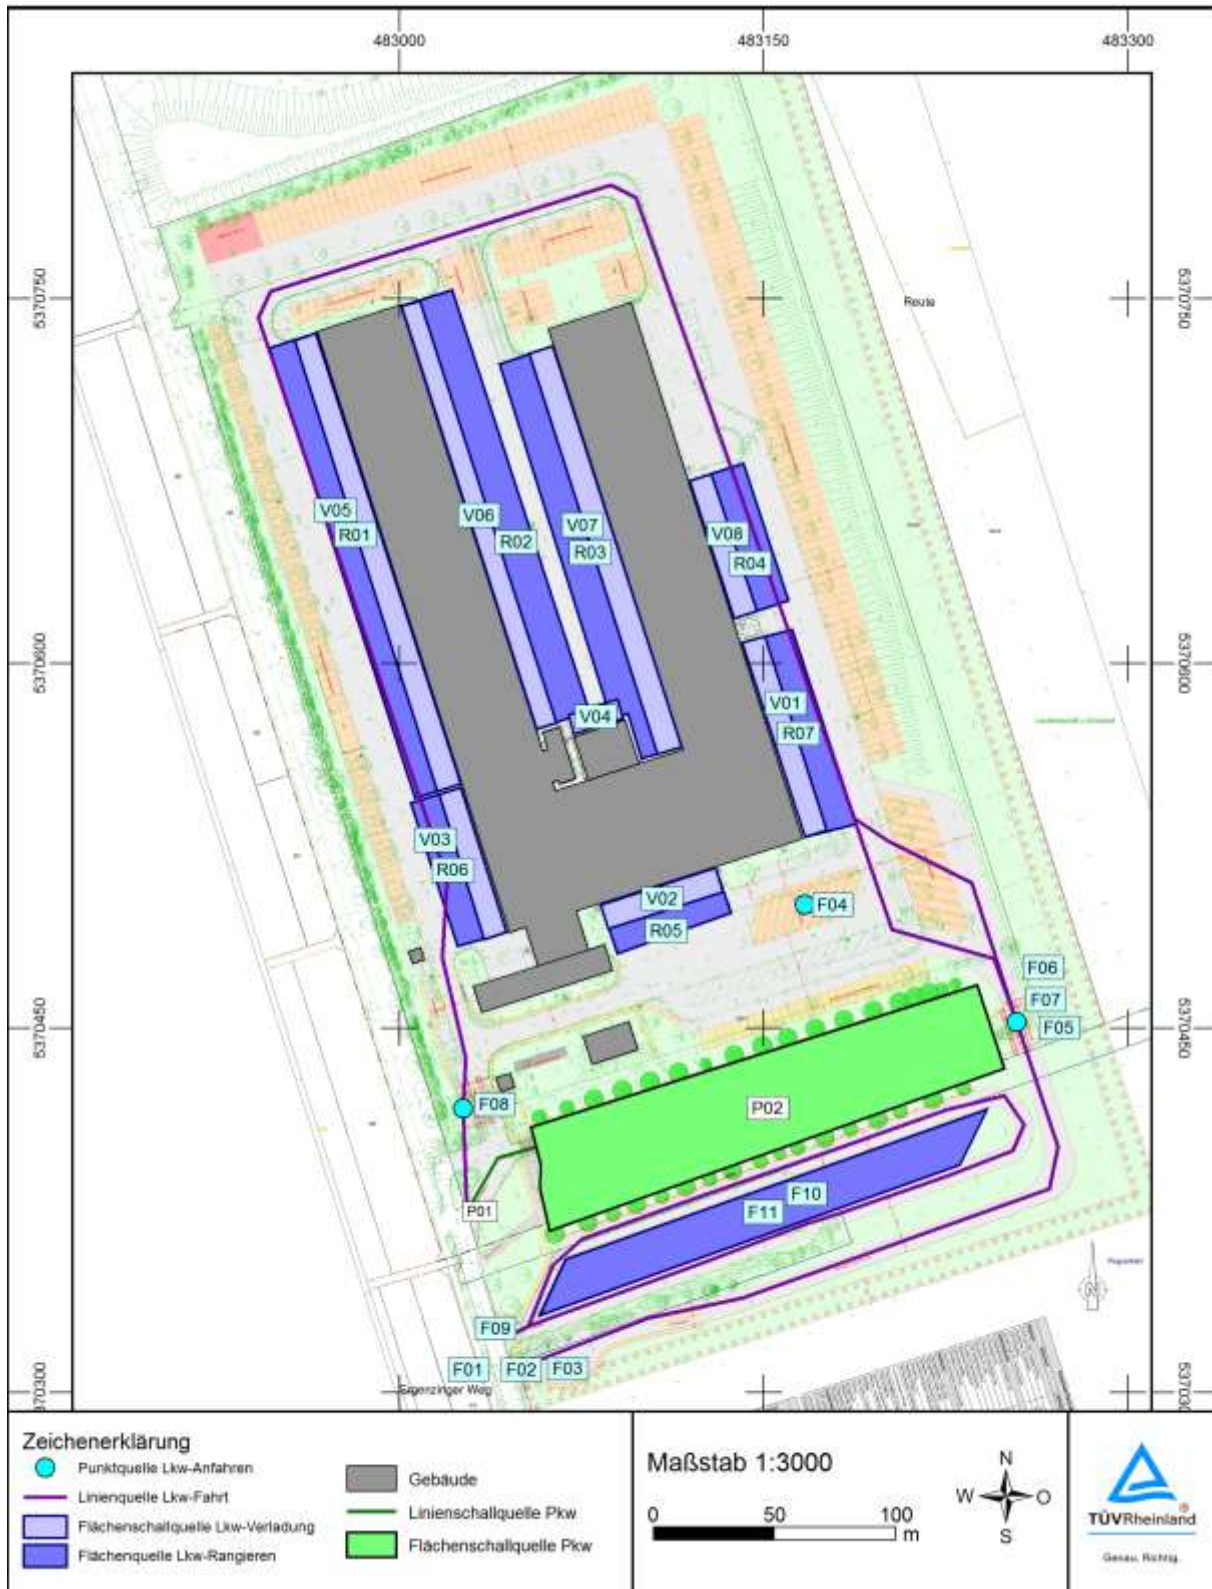 483000 483150 483300
5370750 5370750
Reute
V05
R01
V06
R02
V07
R03
V08
R04
5370600 5370600
V01
R07
V04
V03
R06
V02
R05
F04
F06
F07
F05
5370450 5370450
F08
P02
P01
F10
F11
F09
F01 F02 F03
5370300
Ergenzinger Weg
Zeichenerklärung
Punktquelle Lkw-Anfahren
Linienquelle Lkw-Fahrt
Flächenschallquelle Lkw-Verladung
Flächenquelle Lkw-Rangieren
Gebäude
Linienschallquelle Pkw
Flächenschallquelle Pkw
Maßstab 1:3000
0 50 100
m
N
W O
S
TÜVRheinland®
Genau. Richtig.